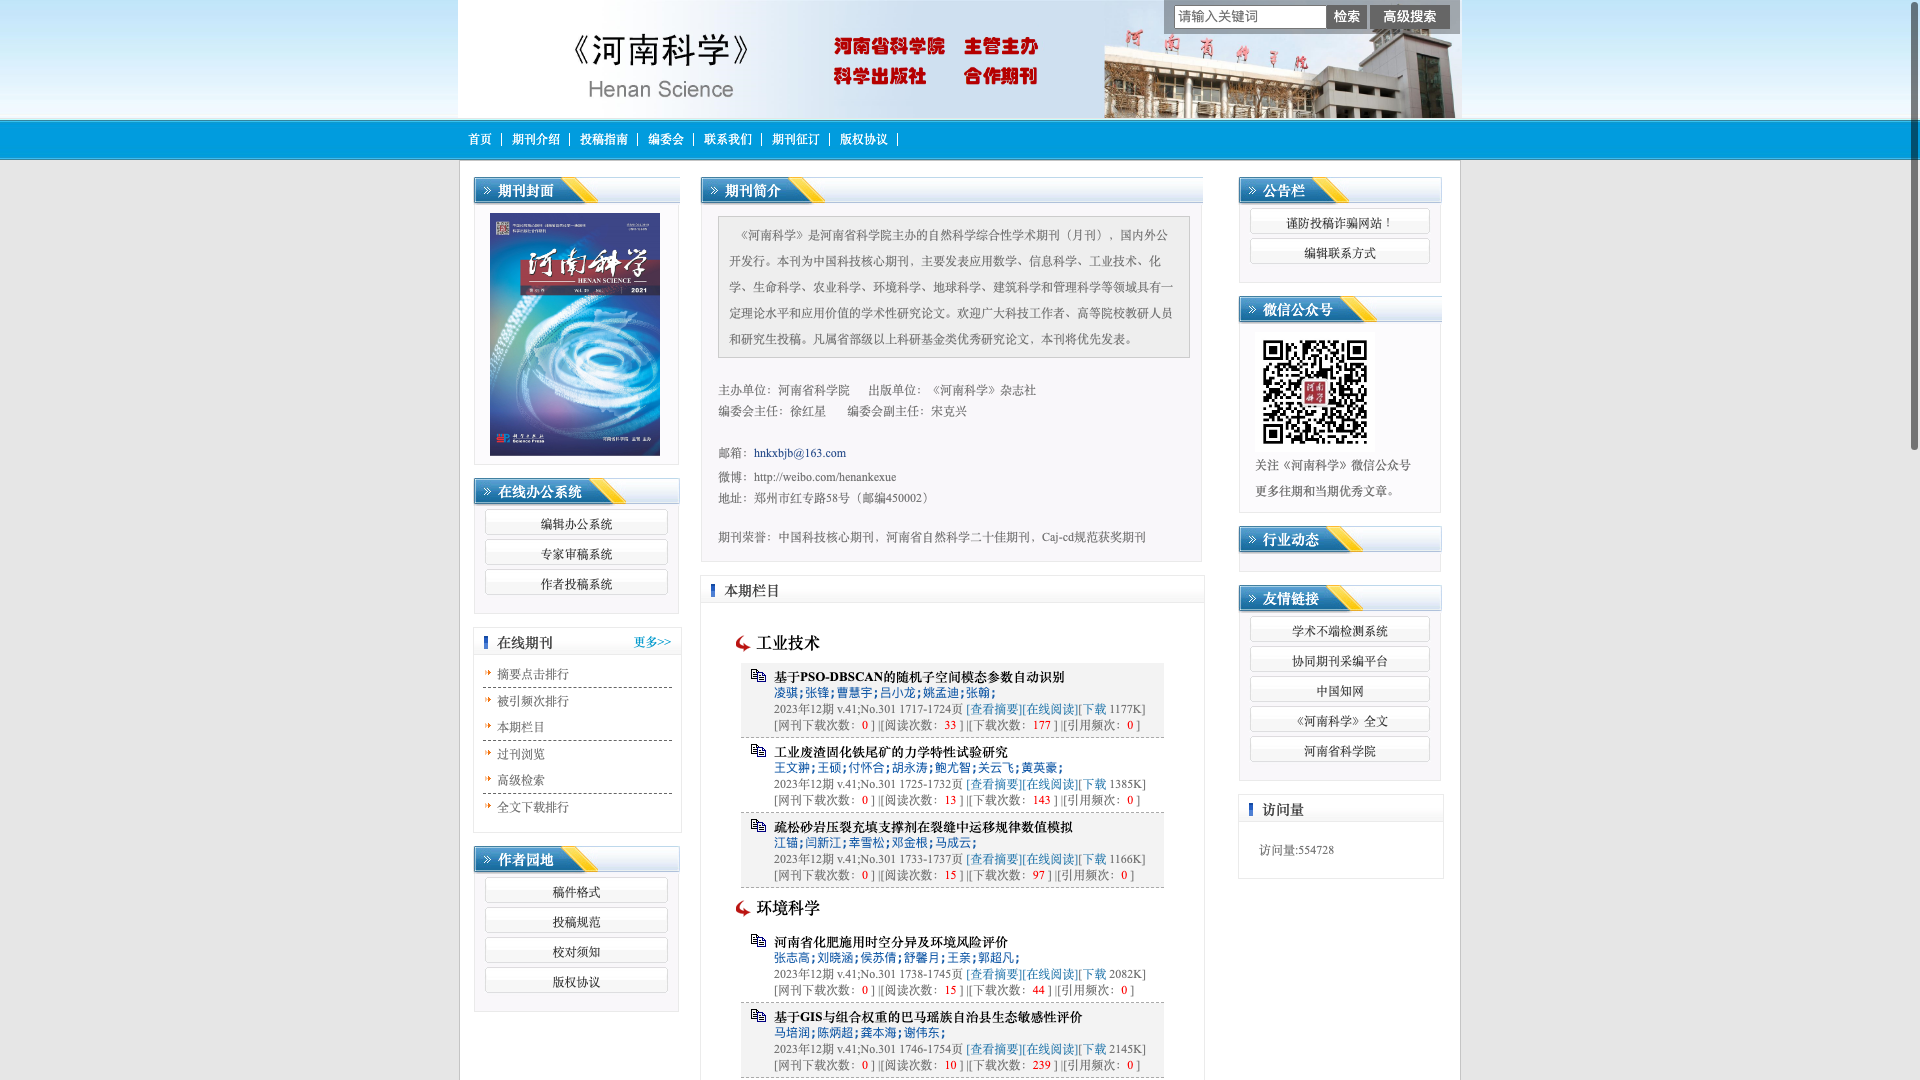 请输入关键词 检索 高级搜索
《河南科学》
Henan Science
河南省科学院 主管主办
科学出版社 合作期刊
河南省科学院
首页 期刊介绍 投稿指南 编委会 联系我们 期刊征订 版权协议
期刊封面
河南科学
HENAN SCIENCE
2021
在线办公系统
编辑办公系统
专家审稿系统
作者投稿系统
在线期刊 更多>>
摘要点击排行
被引频次排行
本期栏目
过刊浏览
高级检索
全文下载排行
作者园地
稿件格式
投稿规范
校对须知
版权协议
期刊简介
《河南科学》是河南省科学院主办的自然科学综合性学术期刊（月刊），国内外公
开发行。本刊为中国科技核心期刊，主要发表应用数学、信息科学、工业技术、化
学、生命科学、农业科学、环境科学、地球科学、建筑科学和管理科学等领域具有一
定理论水平和应用价值的学术性研究论文。欢迎广大科技工作者、高等院校教研人员
和研究生投稿。凡属省部级以上科研基金类优秀研究论文，本刊将优先发表。
主办单位：河南省科学院 出版单位：《河南科学》杂志社
编委会主任：徐红星 编委会副主任：宋克兴
邮箱：hnkxbjb@163.com
微博：http://weibo.com/henankexue
地址：郑州市红专路58号（邮编450002）
期刊荣誉：中国科技核心期刊，河南省自然科学二十佳期刊，Caj-cd规范获奖期刊
本期栏目
工业技术
基于PSO-DBSCAN的随机子空间模态参数自动识别
凌骐;张锋;曹慧宇;吕小龙;姚孟迪;张翰;
2023年12期 v.41;No.301 1717-1724页 [查看摘要][在线阅读][下载 1177K]
[网刊下载次数：0 ] |[阅读次数：33 ] |[下载次数：177 ] |[引用频次：0 ]
工业废渣固化铁尾矿的力学特性试验研究
王文翀;王硕;付怀合;胡永涛;鲍尤智;关云飞;黄英豪;
2023年12期 v.41;No.301 1725-1732页 [查看摘要][在线阅读][下载 1385K]
[网刊下载次数：0 ] |[阅读次数：13 ] |[下载次数：143 ] |[引用频次：0 ]
疏松砂岩压裂充填支撑剂在裂缝中运移规律数值模拟
江锚;闫新江;幸雪松;邓金根;马成云;
2023年12期 v.41;No.301 1733-1737页 [查看摘要][在线阅读][下载 1166K]
[网刊下载次数：0 ] |[阅读次数：15 ] |[下载次数：97 ] |[引用频次：0 ]
环境科学
河南省化肥施用时空分异及环境风险评价
张志高;刘晓涵;侯苏倩;舒馨月;王亲;郭超凡;
2023年12期 v.41;No.301 1738-1745页 [查看摘要][在线阅读][下载 2082K]
[网刊下载次数：0 ] |[阅读次数：15 ] |[下载次数：44 ] |[引用频次：0 ]
基于GIS与组合权重的巴马瑶族自治县生态敏感性评价
马培润;陈炳超;龚本海;谢伟东;
2023年12期 v.41;No.301 1746-1754页 [查看摘要][在线阅读][下载 2145K]
[网刊下载次数：0 ] |[阅读次数：10 ] |[下载次数：239 ] |[引用频次：0 ]
公告栏
谨防投稿诈骗网站！
编辑联系方式
微信公众号
河南科学
关注《河南科学》微信公众号
更多往期和当期优秀文章。
行业动态
友情链接
学术不端检测系统
协同期刊采编平台
中国知网
《河南科学》全文
河南省科学院
访问量
访问量:554728